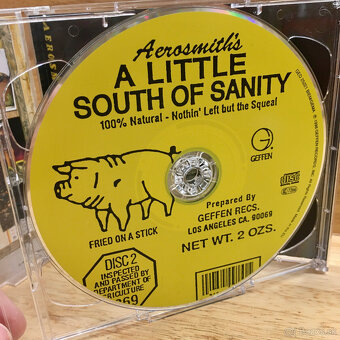 Aerosmith's
A LITTLE
SOUTH OF SANITY
100% Natural - Nothin' Left but the Squeal
G
GEFFEN
FRIED ON A STICK
Prepared By
GEFFEN RECS.
LOS ANGELES CA. 90069
NET WT. 2 OZS.
DISC 2
INSPECTED
AND PASSED BY
DEPARTMENT OF
AGRICULTURE